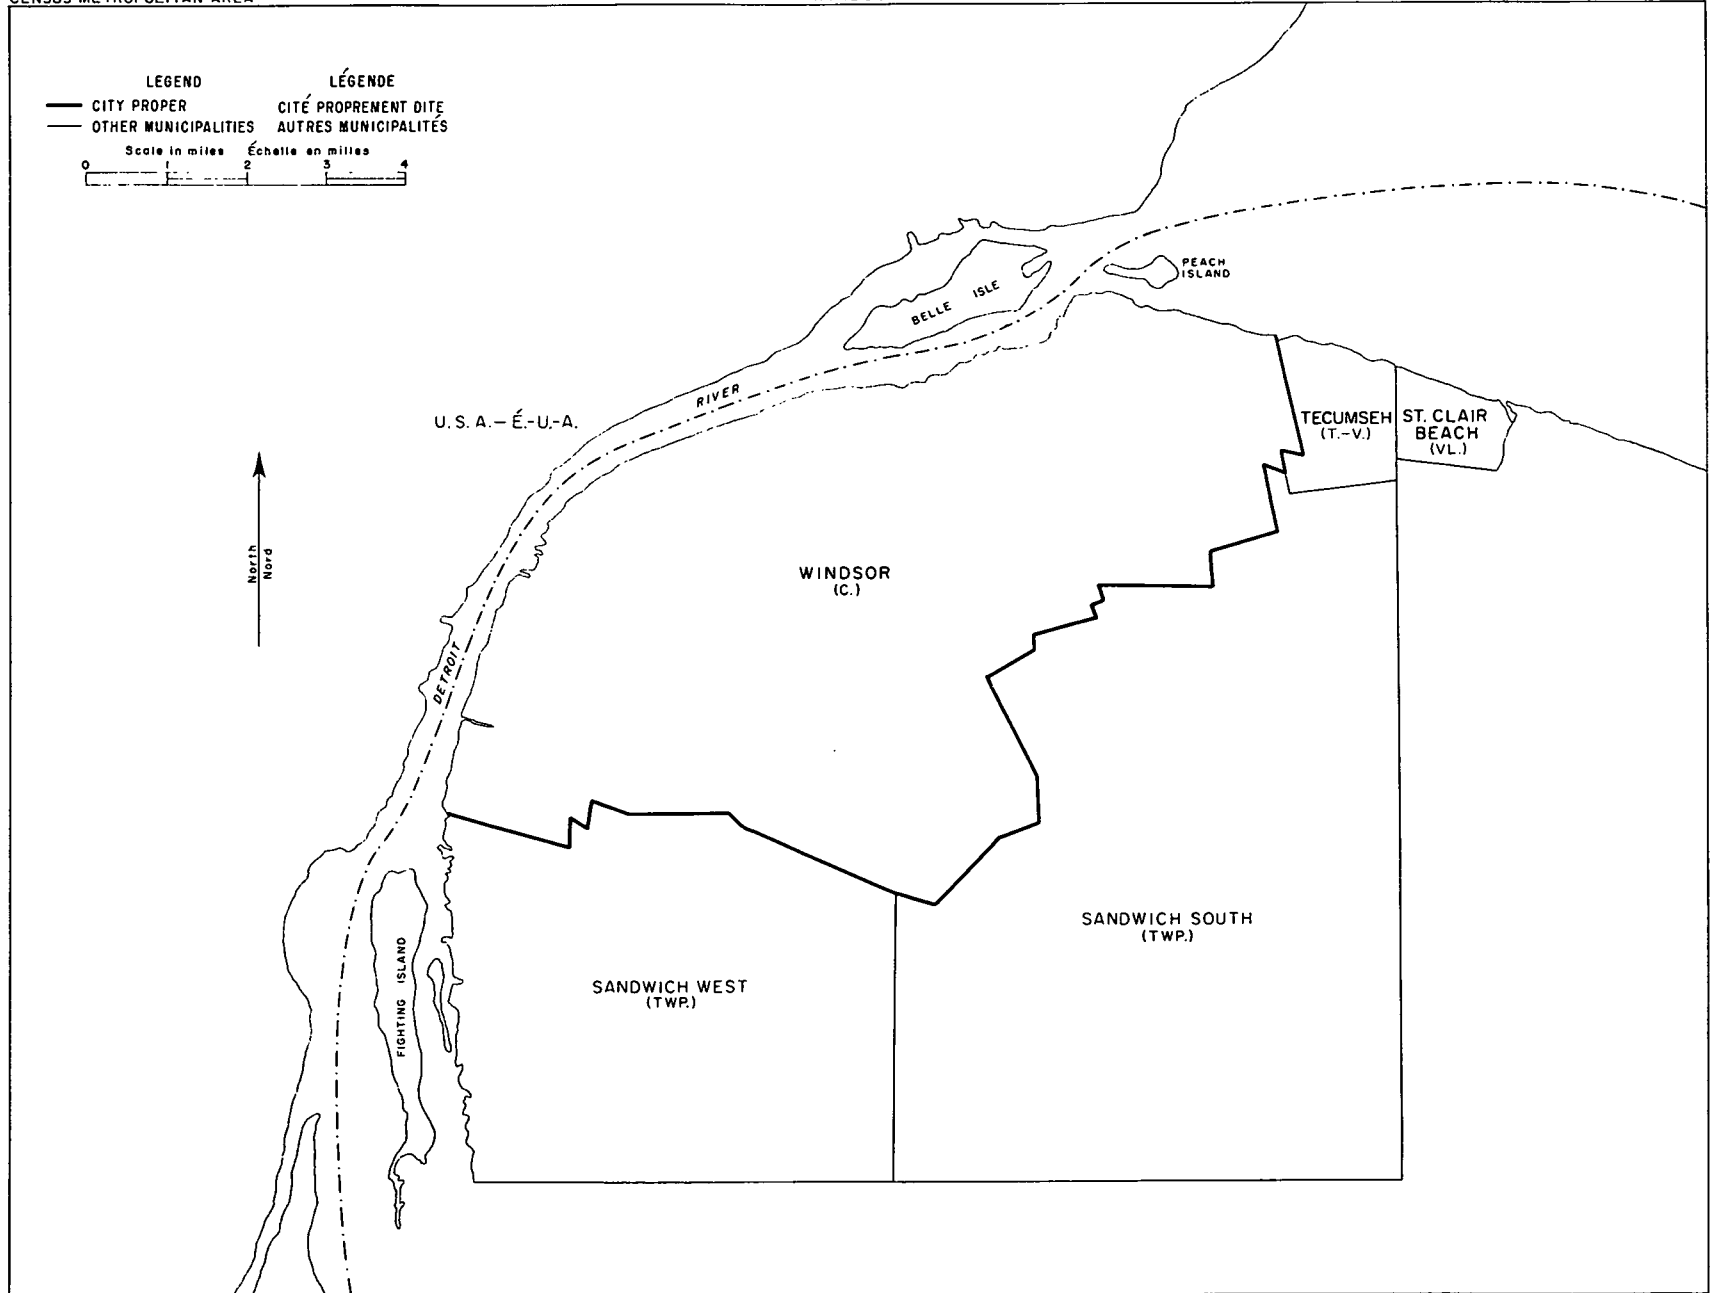 CENSUS METROPOLITAN AREA
LEGEND LÉGENDE
CITY PROPER CITÉ PROPREMENT DITE
OTHER MUNICIPALITIES AUTRES MUNICIPALITÉS
Scale in miles Échelle en milles
0 1 2 3 4
PEACH
ISLAND
BELLE ISLE
RIVER
U.S.A.-É.-U.-A.
TECUMSEH
(T.-V.)
ST. CLAIR
BEACH
(VL.)
North
Nord
WINDSOR
(C.)
DETROIT
SANDWICH SOUTH
(TWP.)
SANDWICH WEST
(TWP.)
FIGHTING ISLAND